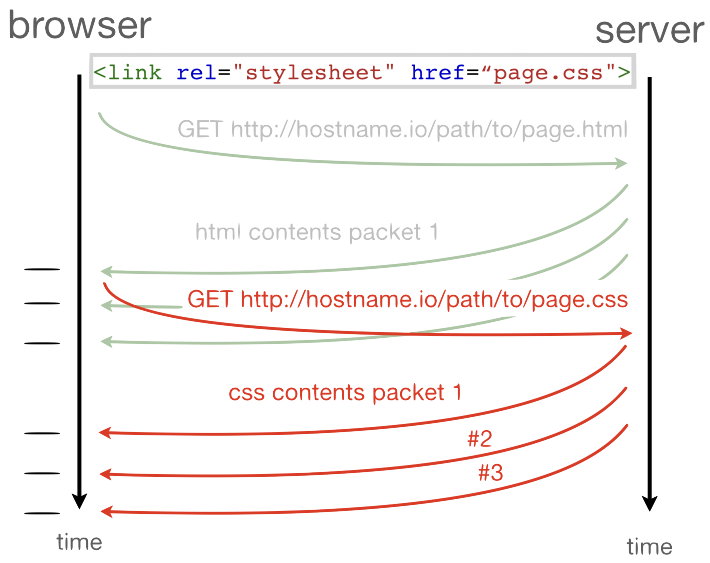 browser
server
<link rel="stylesheet" href=“page.css">
GET http://hostname.io/path/to/page.html
html contents packet 1
GET http://hostname.io/path/to/page.css
css contents packet 1
#2
#3
time
time